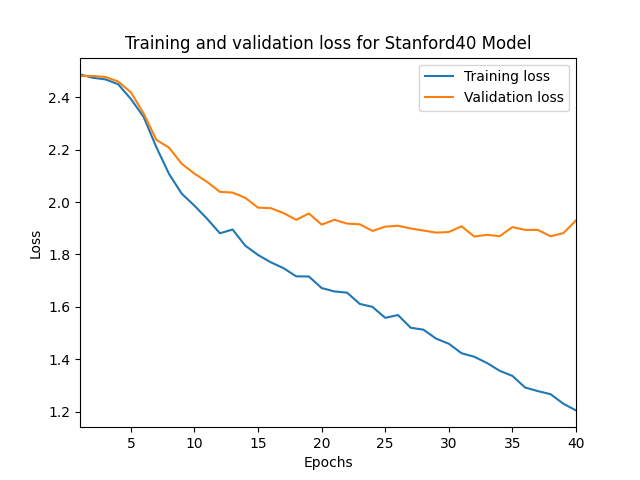 Training and validation loss for Stanford40 Model
Training loss
Validation loss
Loss
2.4
2.2
2.0
1.8
1.6
1.4
1.2
5 10 15 20 25 30 35 40
Epochs